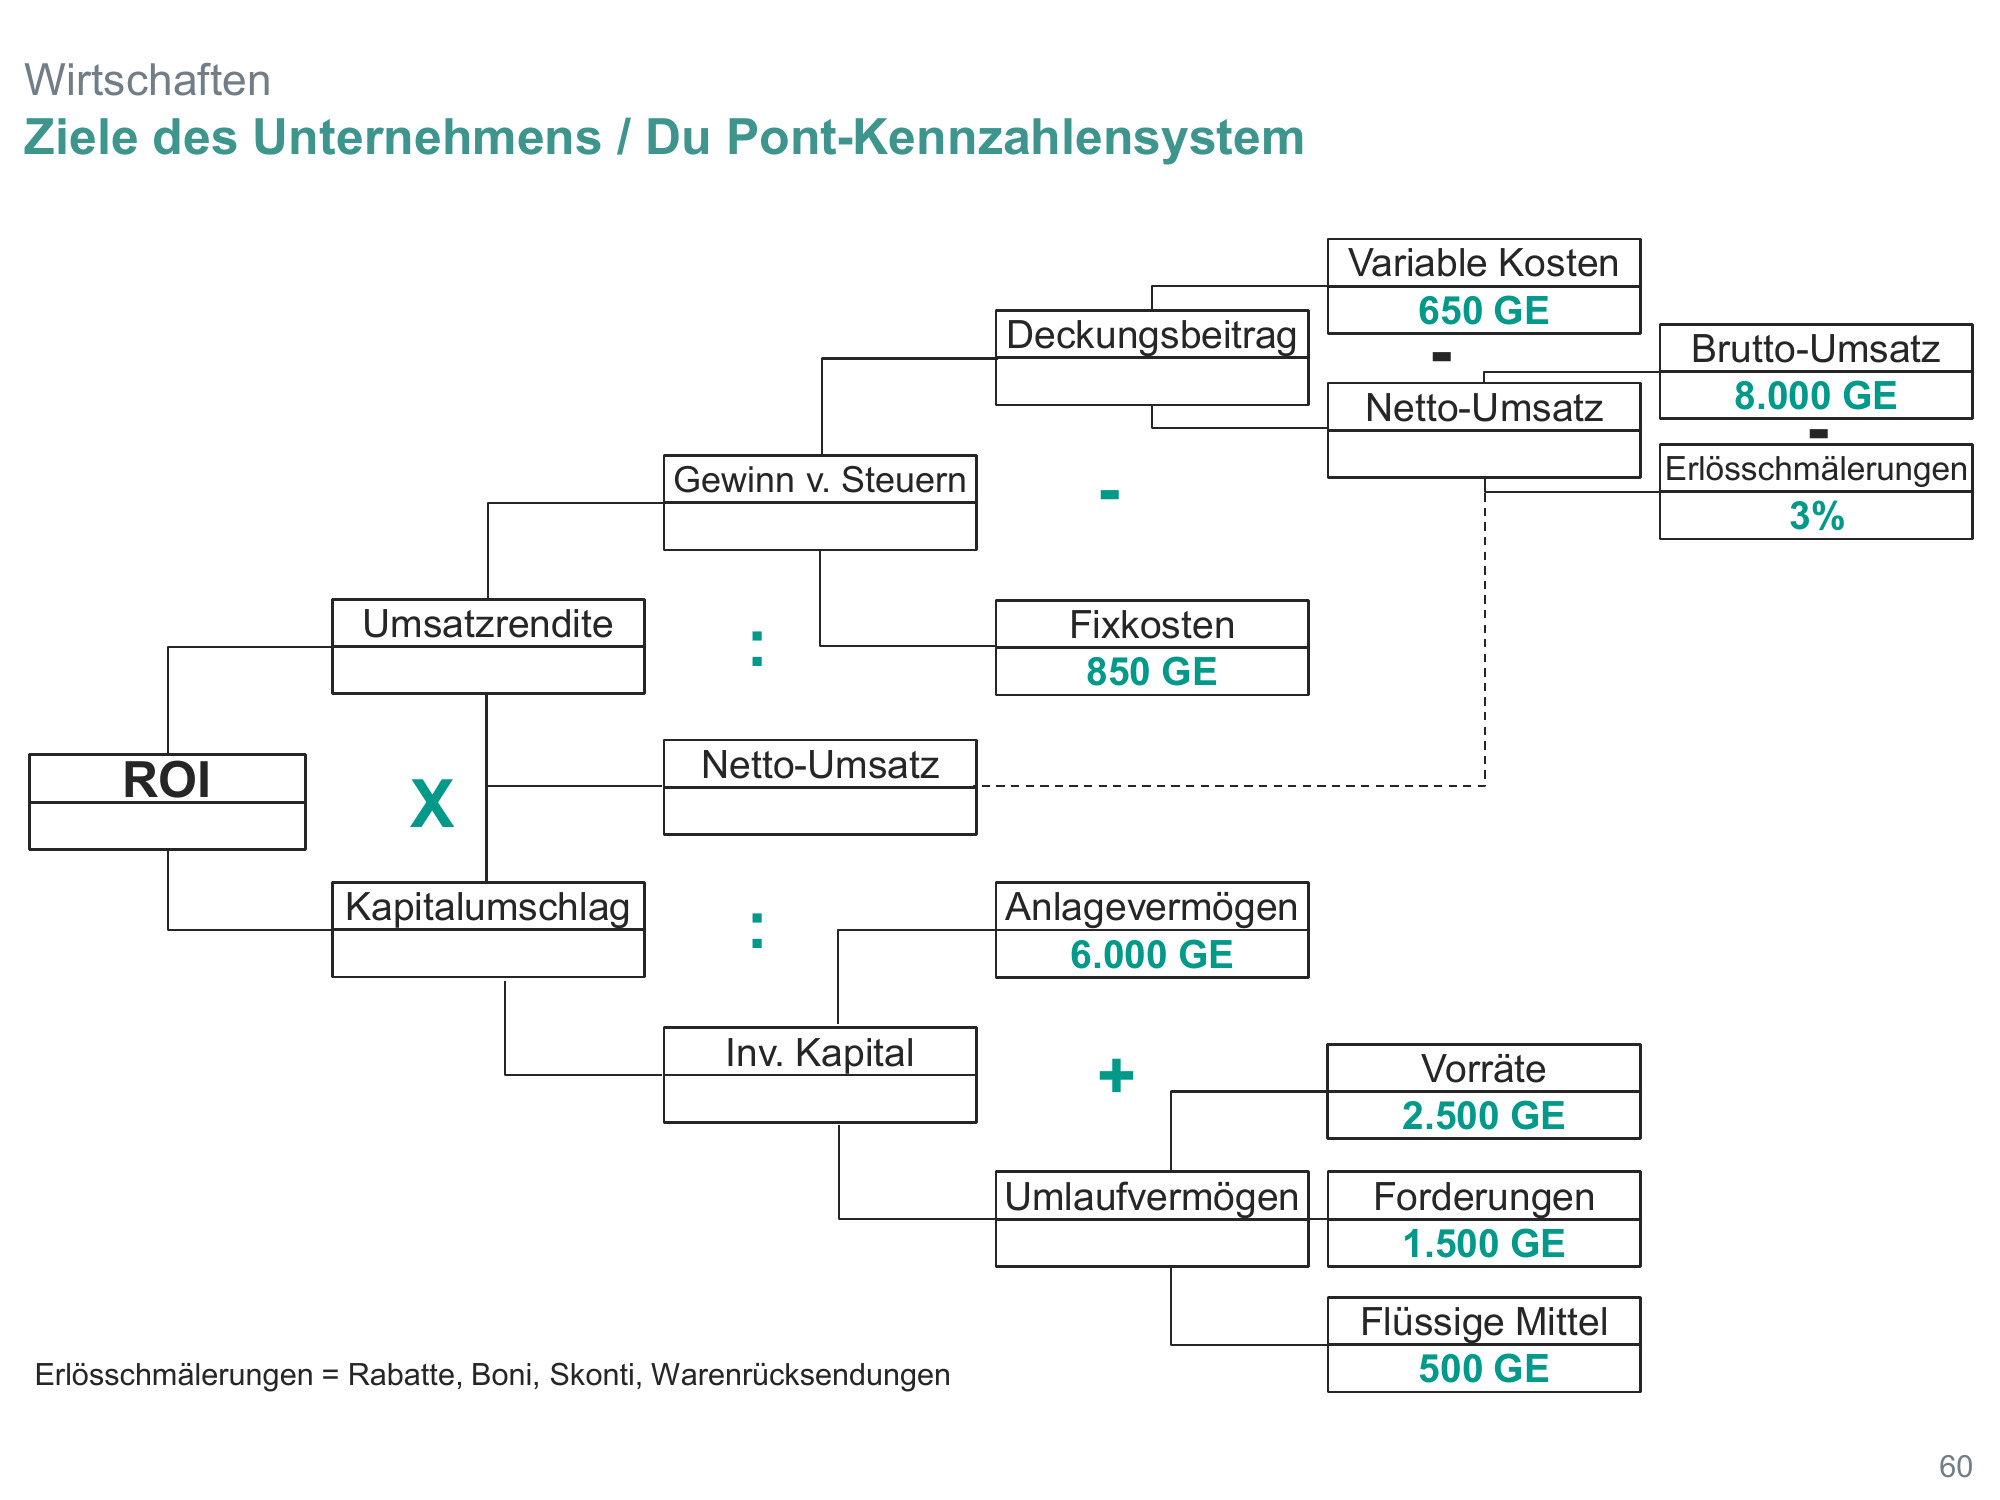 Wirtschaften
Ziele des Unternehmens / Du Pont-Kennzahlensystem
Variable Kosten
650 GE
-
Deckungsbeitrag
Netto-Umsatz
Brutto-Umsatz
8.000 GE
-
Erlösschmälerungen
3%
Gewinn v. Steuern
-
Fixkosten
850 GE
Umsatzrendite
:
Netto-Umsatz
ROI
X
Kapitalumschlag
:
Anlagevermögen
6.000 GE
Inv. Kapital
+
Umlaufvermögen
Vorräte
2.500 GE
Forderungen
1.500 GE
Flüssige Mittel
500 GE
Erlösschmälerungen = Rabatte, Boni, Skonti, Warenrücksendungen
60